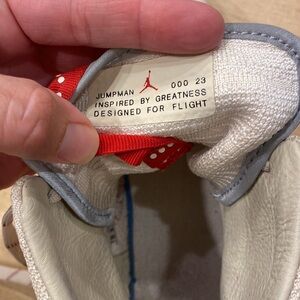 JUMPMAN 000 23
INSPIRED BY GREATNESS
DESIGNED FOR FLIGHT